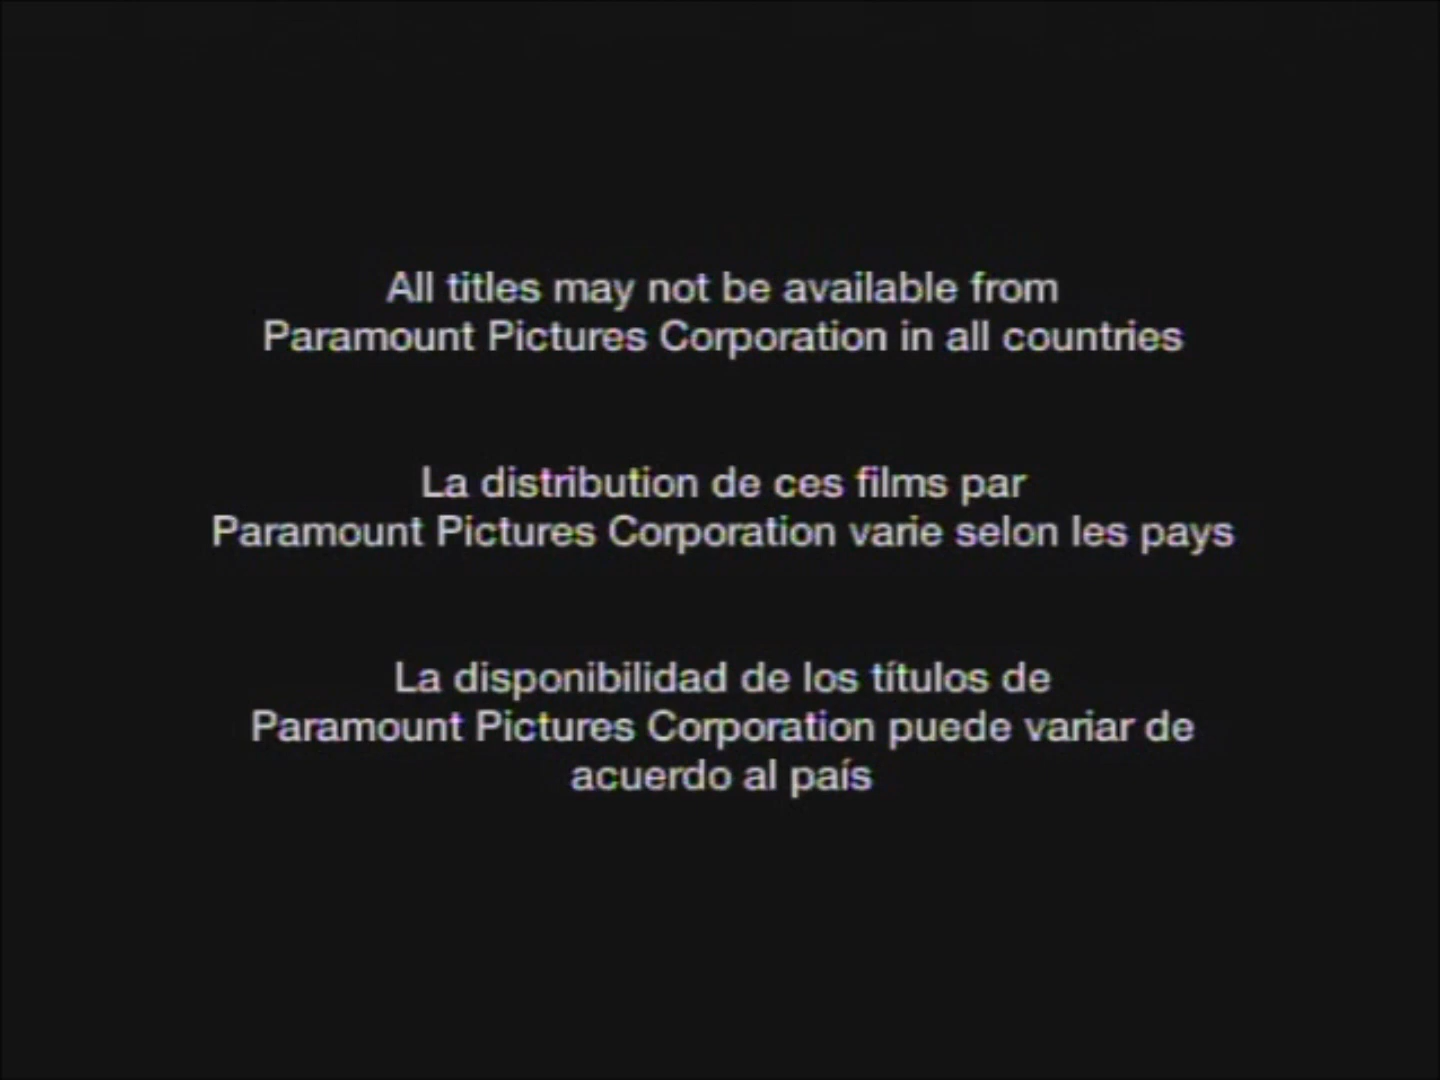 All titles may not be available from
Paramount Pictures Corporation in all countries
La distribution de ces films par
Paramount Pictures Corporation varie selon les pays
La disponibilidad de los títulos de
Paramount Pictures Corporation puede variar de
acuerdo al país